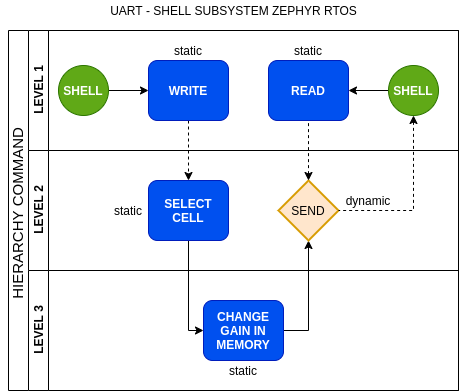 UART - SHELL SUBSYSTEM ZEPHYR RTOS
HIERARCHY COMMAND
LEVEL 1
static
static
SHELL
WRITE
READ
SHELL
LEVEL 2
static
SELECT
CELL
SEND
dynamic
LEVEL 3
CHANGE
GAIN IN
MEMORY
static